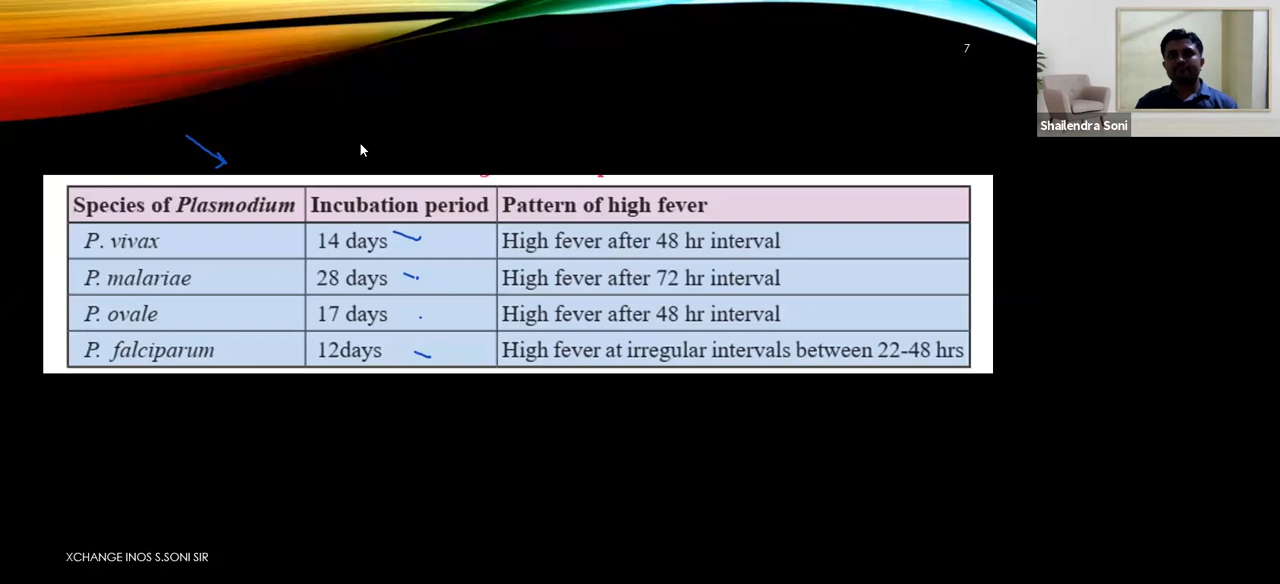 7
Shailendra Soni
Species of Plasmodium Incubation period Pattern of high fever
P. vivax 14 days High fever after 48 hr interval
P. malariae 28 days High fever after 72 hr interval
P. ovale 17 days High fever after 48 hr interval
P. falciparum 12days High fever at irregular intervals between 22-48 hrs
XCHANGE INOS S.SONI SIR